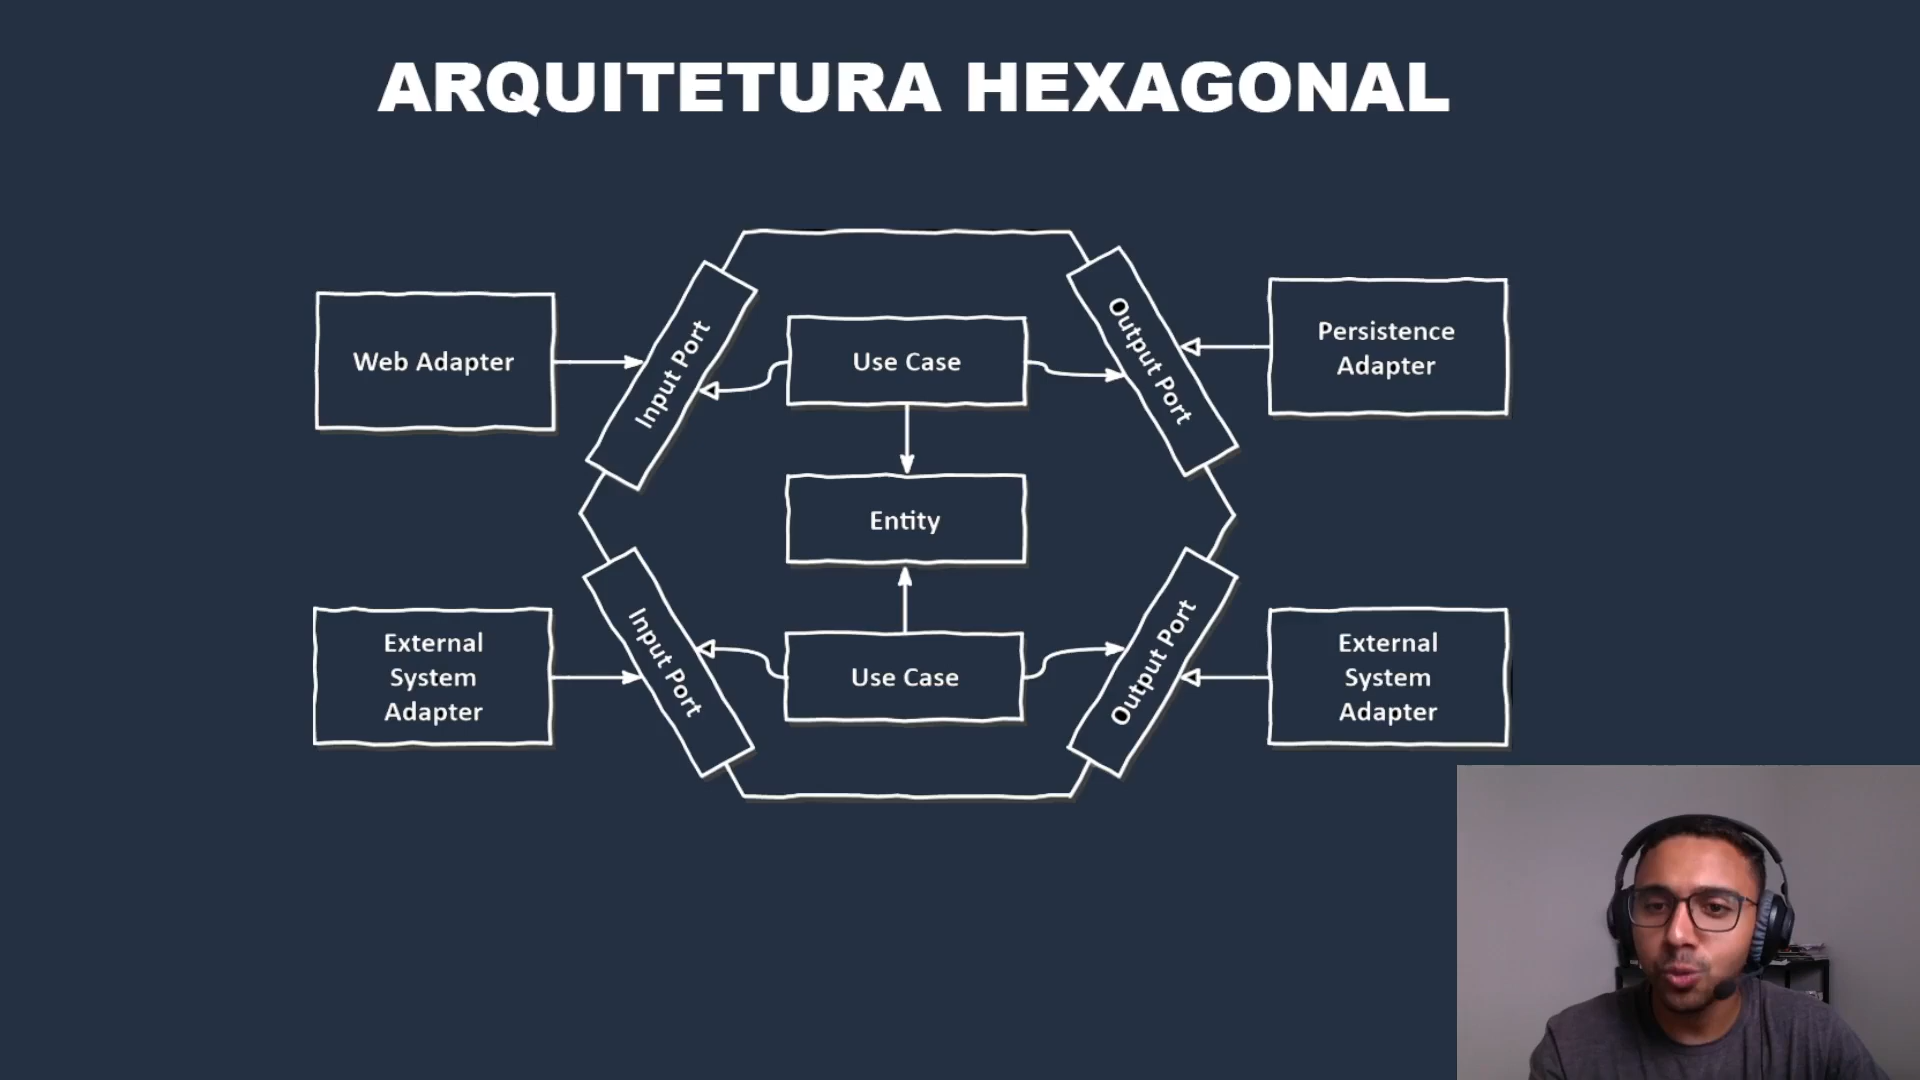 ARQUITETURA HEXAGONAL
Web Adapter
Input Port
Use Case
Output Port
Persistence
Adapter
Entity
External
System
Adapter
Input Port
Use Case
Output Port
External
System
Adapter